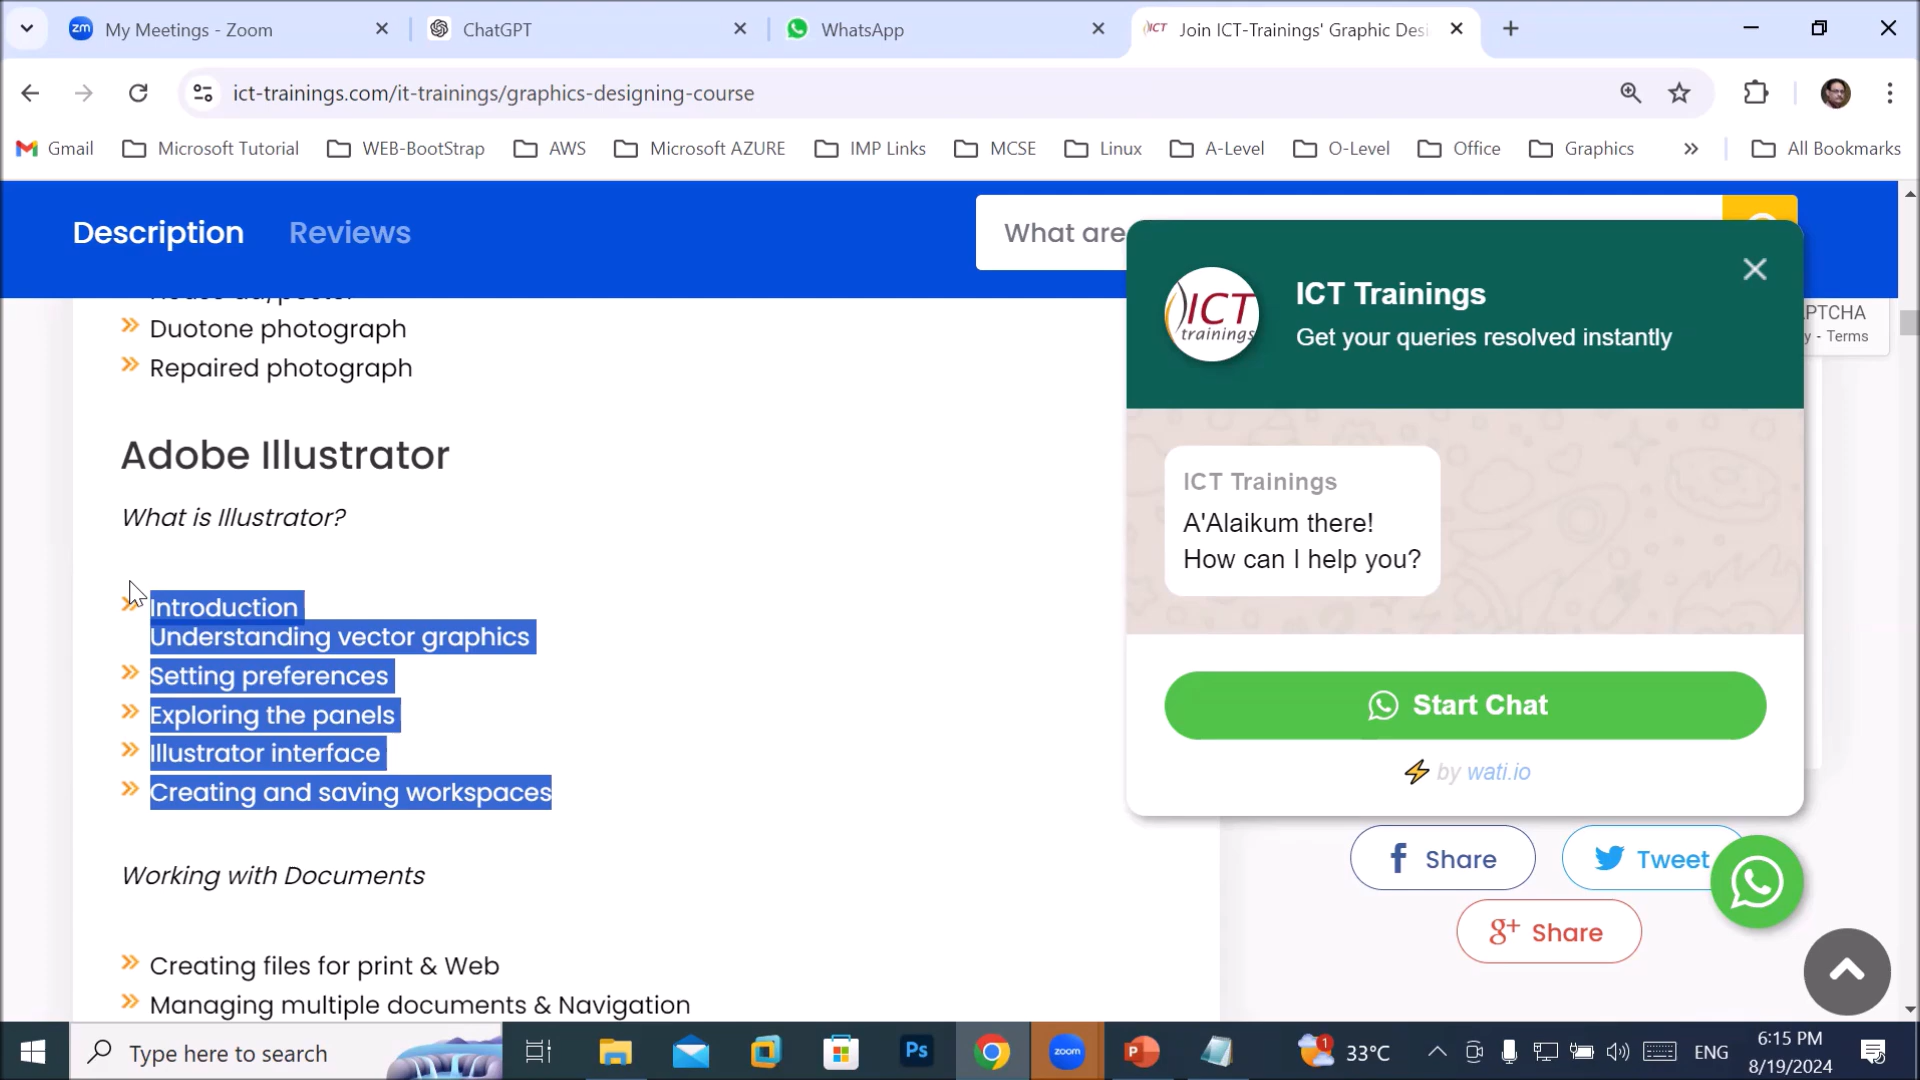 My Meetings - Zoom
ChatGPT
WhatsApp
Join ICT-Trainings' Graphic Desi
ict-trainings.com/it-trainings/graphics-designing-course
Gmail
Microsoft Tutorial
WEB-BootStrap
AWS
Microsoft AZURE
IMP Links
MCSE
Linux
A-Level
O-Level
Office
Graphics
All Bookmarks
Description
Reviews
What are
Duotone photograph
Repaired photograph
Adobe Illustrator
What is Illustrator?
Introduction
Understanding vector graphics
Setting preferences
Exploring the panels
Illustrator interface
Creating and saving workspaces
Working with Documents
Creating files for print & Web
Managing multiple documents & Navigation
ICT trainings
ICT Trainings
Get your queries resolved instantly
PTCHA
y - Terms
ICT Trainings
A'Alaikum there!
How can I help you?
Start Chat
by wati.io
Share
Tweet
g+ Share
Type here to search
Ps
zoom
1
33°C
ENG
6:15 PM
8/19/2024